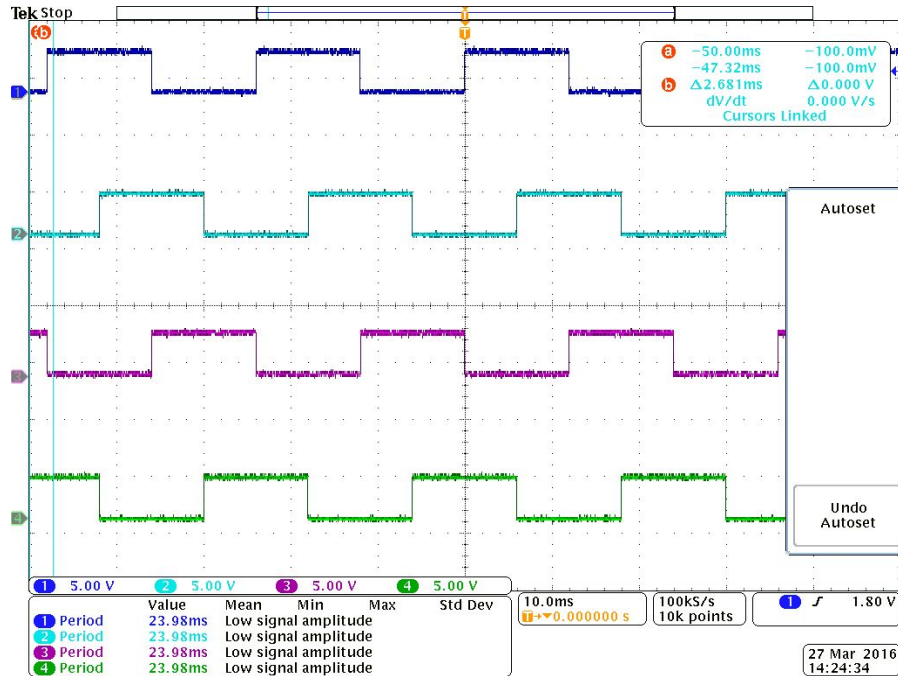 Tek Stop
T
a b
T
a -50.00ms -100.0mV
-47.32ms -100.0mV
b Δ2.681ms Δ0.000 V
dV/dt 0.000 V/s
Cursors Linked
1
2
Autoset
3
4
Undo
Autoset
1 5.00 V 2 5.00 V 3 5.00 V 4 5.00 V
Value Mean Min Max Std Dev
1 Period 23.98ms Low signal amplitude
2 Period 23.98ms Low signal amplitude
3 Period 23.98ms Low signal amplitude
4 Period 23.98ms Low signal amplitude
10.0ms
T→▼0.000000 s
100kS/s
10k points
1 ƒ 1.80 V
27 Mar 2016
14:24:34